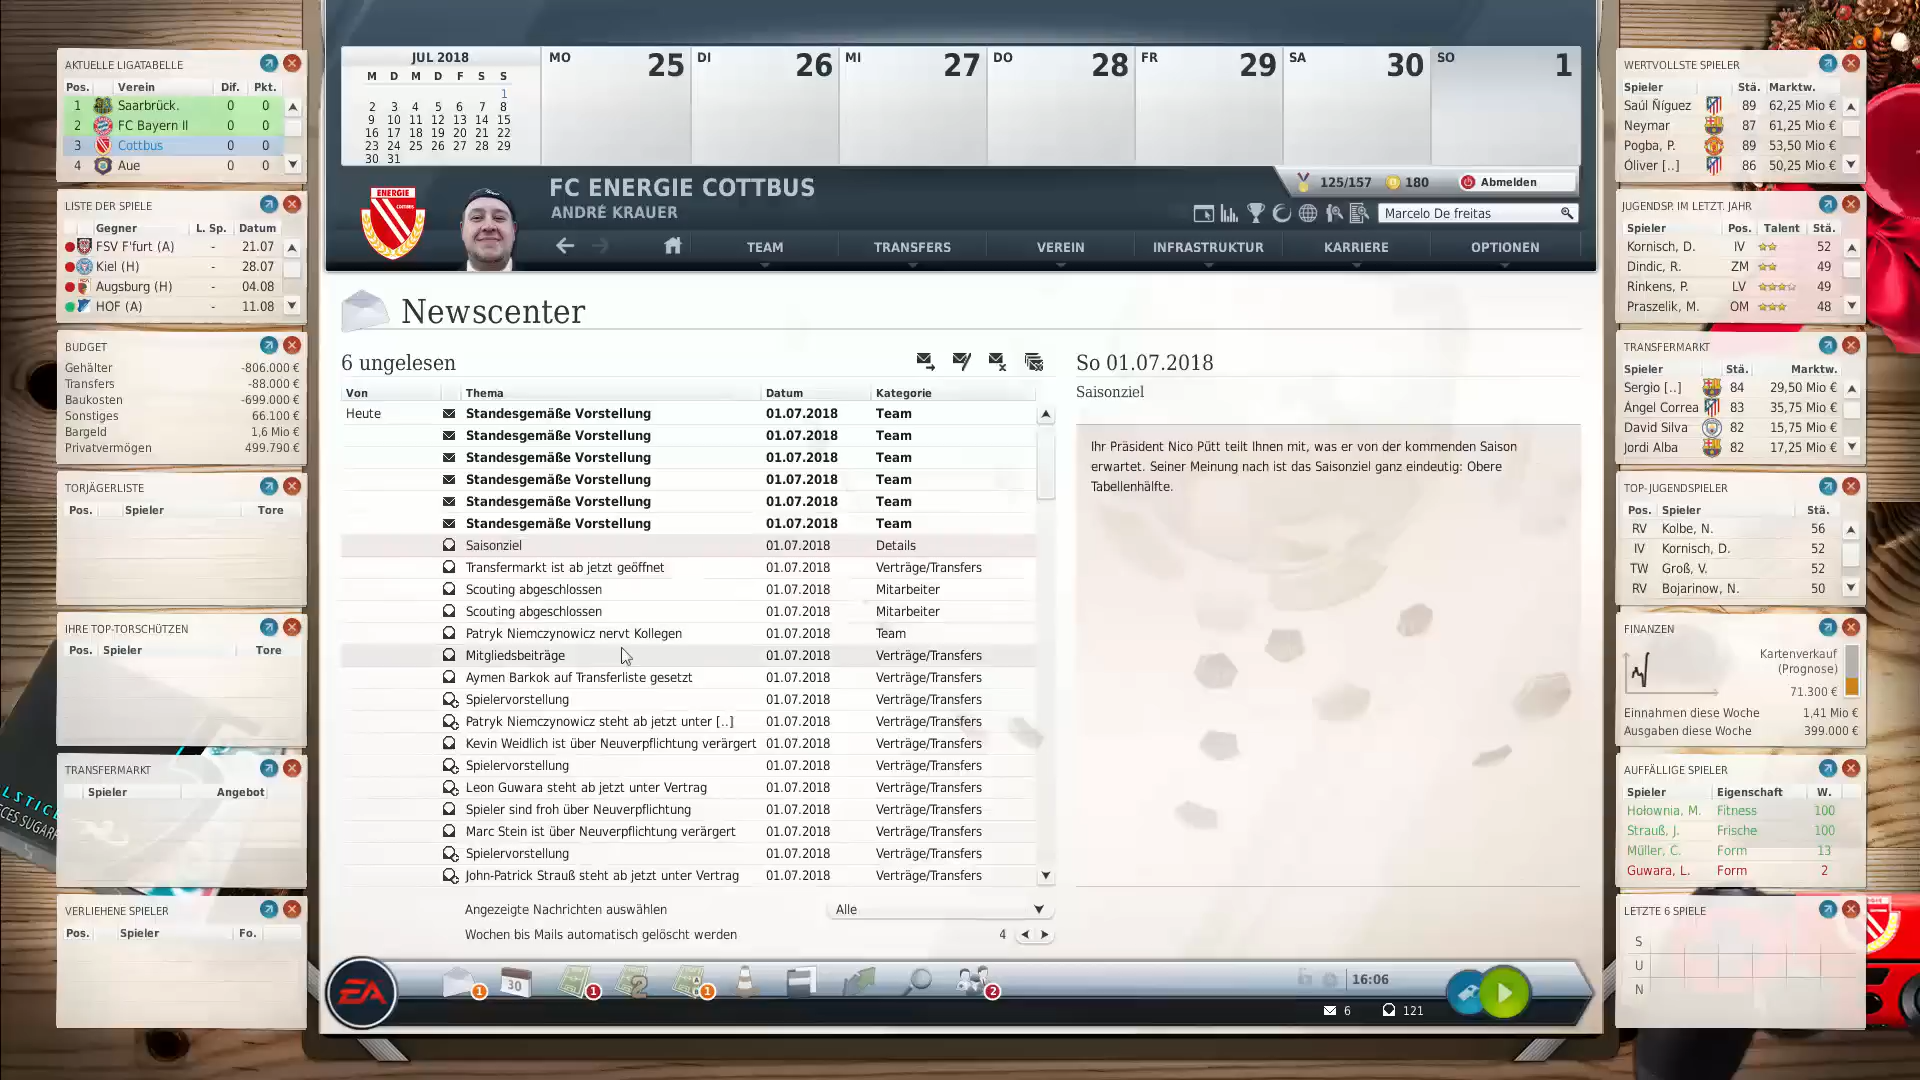 AKTUELLE LIGATABELLE
Pos. Verein Dif. Pkt.
1 Saarbrück. 0 0
2 FC Bayern II 0 0
3 Cottbus 0 0
4 Aue 0 0
LISTE DER SPIELE
Gegner L. Sp. Datum
FSV F'furt (A) - 21.07
Kiel (H) - 28.07
Augsburg (H) - 04.08
HOF (A) - 11.08
BUDGET
Gehälter -806.000 €
Transfers -88.000 €
Baukosten -699.000 €
Sonstiges 66.100 €
Bargeld 1,6 Mio €
Privatvermögen 499.790 €
TORJÄGERLISTE
Pos. Spieler Tore
IHRE TOP-TORSCHÜTZEN
Pos. Spieler Tore
TRANSFERMARKT
Spieler Angebot
VERLIEHENE SPIELER
Pos. Spieler Fo.
JUL 2018
M D M D F S S
1
2 3 4 5 6 7 8
9 10 11 12 13 14 15
16 17 18 19 20 21 22
23 24 25 26 27 28 29
30 31
MO 25 DI 26 MI 27 DO 28 FR 29 SA 30 SO 1
125/157 180 Abmelden
ENERGIE
COTTBUS
FC ENERGIE COTTBUS
ANDRÉ KRAUER
Marcelo De freitas
TEAM TRANSFERS VEREIN INFRASTRUKTUR KARRIERE OPTIONEN
Newscenter
6 ungelesen
Von Thema Datum Kategorie
Heute Standesgemäße Vorstellung 01.07.2018 Team
Standesgemäße Vorstellung 01.07.2018 Team
Standesgemäße Vorstellung 01.07.2018 Team
Standesgemäße Vorstellung 01.07.2018 Team
Standesgemäße Vorstellung 01.07.2018 Team
Standesgemäße Vorstellung 01.07.2018 Team
Saisonziel 01.07.2018 Details
Transfermarkt ist ab jetzt geöffnet 01.07.2018 Verträge/Transfers
Scouting abgeschlossen 01.07.2018 Mitarbeiter
Scouting abgeschlossen 01.07.2018 Mitarbeiter
Patryk Niemczynowicz nervt Kollegen 01.07.2018 Team
Mitgliedsbeiträge 01.07.2018 Verträge/Transfers
Aymen Barkok auf Transferliste gesetzt 01.07.2018 Verträge/Transfers
Spielervorstellung 01.07.2018 Verträge/Transfers
Patryk Niemczynowicz steht ab jetzt unter [..] 01.07.2018 Verträge/Transfers
Kevin Weidlich ist über Neuverpflichtung verärgert 01.07.2018 Verträge/Transfers
Spielervorstellung 01.07.2018 Verträge/Transfers
Leon Guwara steht ab jetzt unter Vertrag 01.07.2018 Verträge/Transfers
Spieler sind froh über Neuverpflichtung 01.07.2018 Verträge/Transfers
Marc Stein ist über Neuverpflichtung verärgert 01.07.2018 Verträge/Transfers
Spielervorstellung 01.07.2018 Verträge/Transfers
John-Patrick Strauß steht ab jetzt unter Vertrag 01.07.2018 Verträge/Transfers
Angezeigte Nachrichten auswählen Alle
Wochen bis Mails automatisch gelöscht werden 4
So 01.07.2018
Saisonziel
Ihr Präsident Nico Pütt teilt Ihnen mit, was er von der kommenden Saison
erwartet. Seiner Meinung nach ist das Saisonziel ganz eindeutig: Obere
Tabellenhälfte.
EA 1 30 1 2 1 2 16:06
6 121
WERTVOLLSTE SPIELER
Spieler Stä. Marktw.
Saúl Ñíguez 89 62,25 Mio €
Neymar 87 61,25 Mio €
Pogba, P. 89 53,50 Mio €
Óliver [..] 86 50,25 Mio €
JUGENDSP. IM LETZT. JAHR
Spieler Pos. Talent Stä.
Kornisch, D. IV 52
Dindic, R. ZM 49
Rinkens, P. LV 49
Praszelik, M. OM 48
TRANSFERMARKT
Spieler Stä. Marktw.
Sergio [..] 84 29,50 Mio €
Ángel Correa 83 35,75 Mio €
David Silva 82 15,75 Mio €
Jordi Alba 82 17,25 Mio €
TOP-JUGENDSPIELER
Pos. Spieler Stä.
RV Kolbe, N. 56
IV Kornisch, D. 52
TW Groß, V. 52
RV Bojarinow, N. 50
FINANZEN
Kartenverkauf
(Prognose)
71.300 €
Einnahmen diese Woche 1,41 Mio €
Ausgaben diese Woche 399.000 €
AUFFÄLLIGE SPIELER
Spieler Eigenschaft W.
Hołownia, M. Fitness 100
Strauß, J. Frische 100
Müller, C. Form 13
Guwara, L. Form 2
LETZTE 6 SPIELE
S
U
N